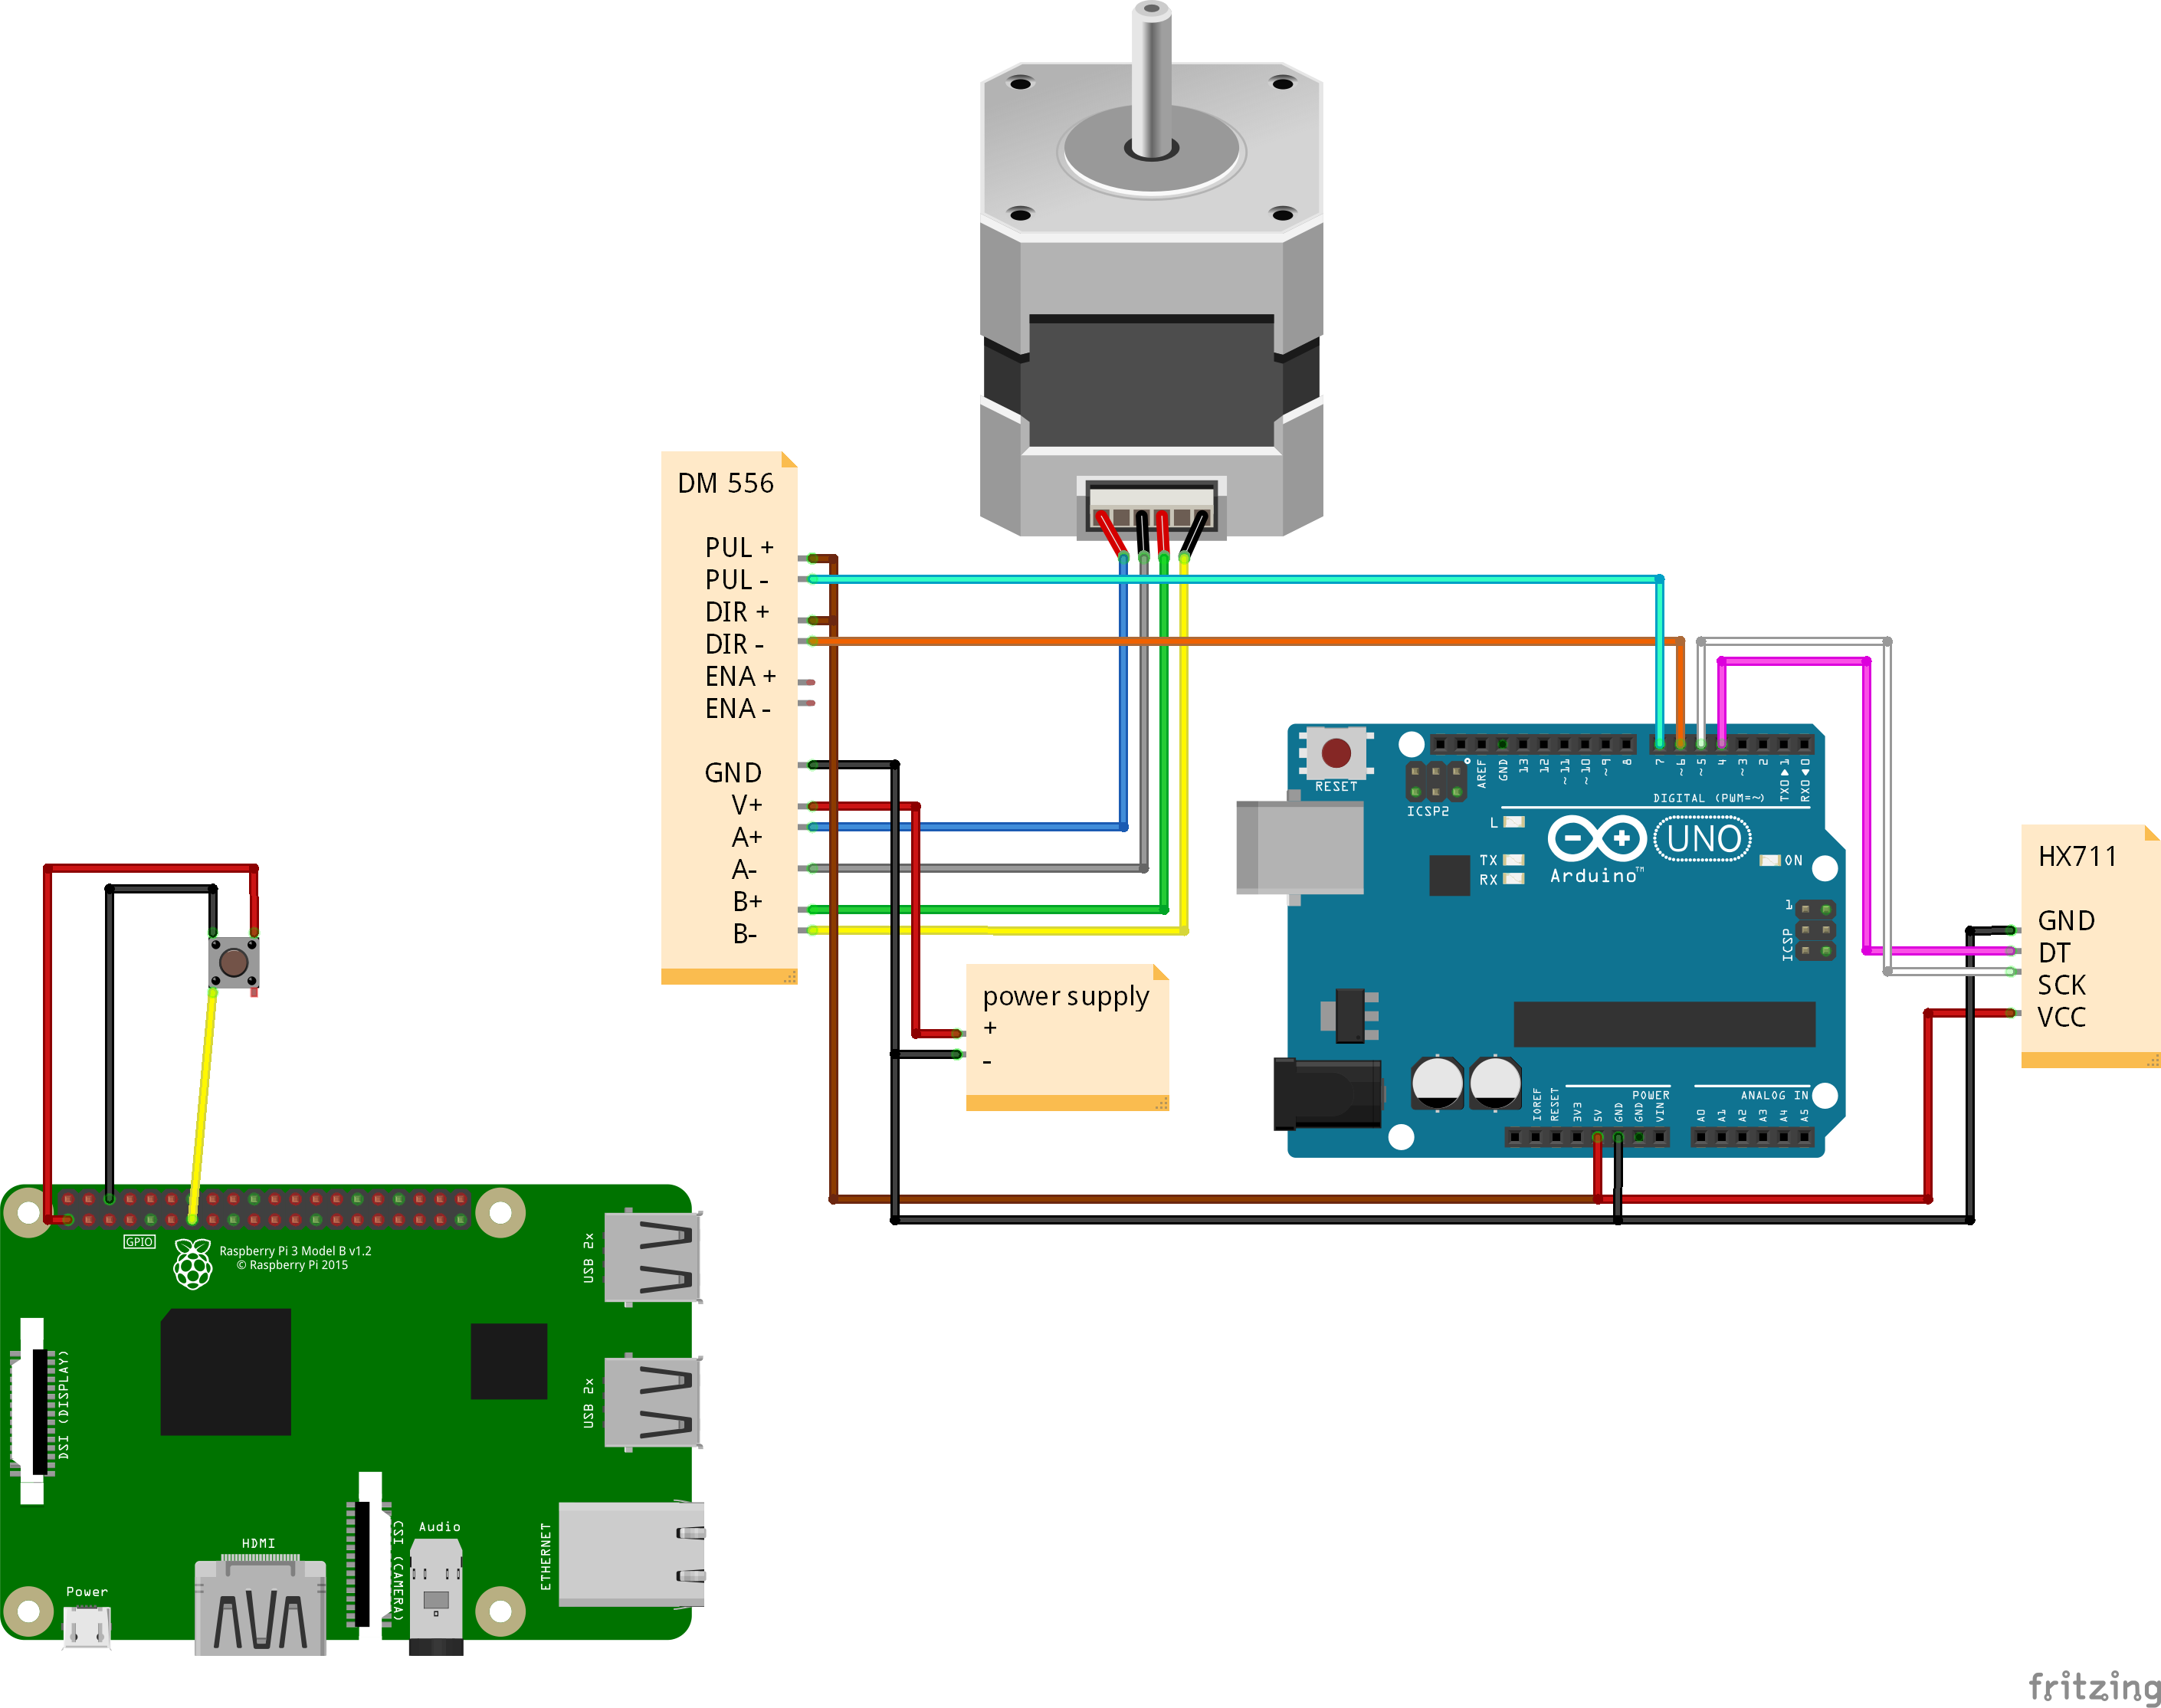 DM 556
PUL +
PUL -
DIR +
DIR -
ENA +
ENA -
GND
V+
A+
A-
B+
B-
power supply
+
-
RESET
ICSP2
AREF
GND
13
12
~11
~10
~9
8
7
~6
~5
4
~3
2
TX0▶1
RX0◀0
DIGITAL (PWM=~)
L
TX
RX
UNO
Arduino™
ON
1
ICSP
POWER
ANALOG IN
IOREF
RESET
3V3
5V
GND
GND
VIN
A0
A1
A2
A3
A4
A5
HX711
GND
DT
SCK
VCC
GPIO
Raspberry Pi 3 Model B v1.2
© Raspberry Pi 2015
USB 2x
USB 2x
DSI (DISPLAY)
CSI (CAMERA)
Audio
HDMI
ETHERNET
Power
fritzing